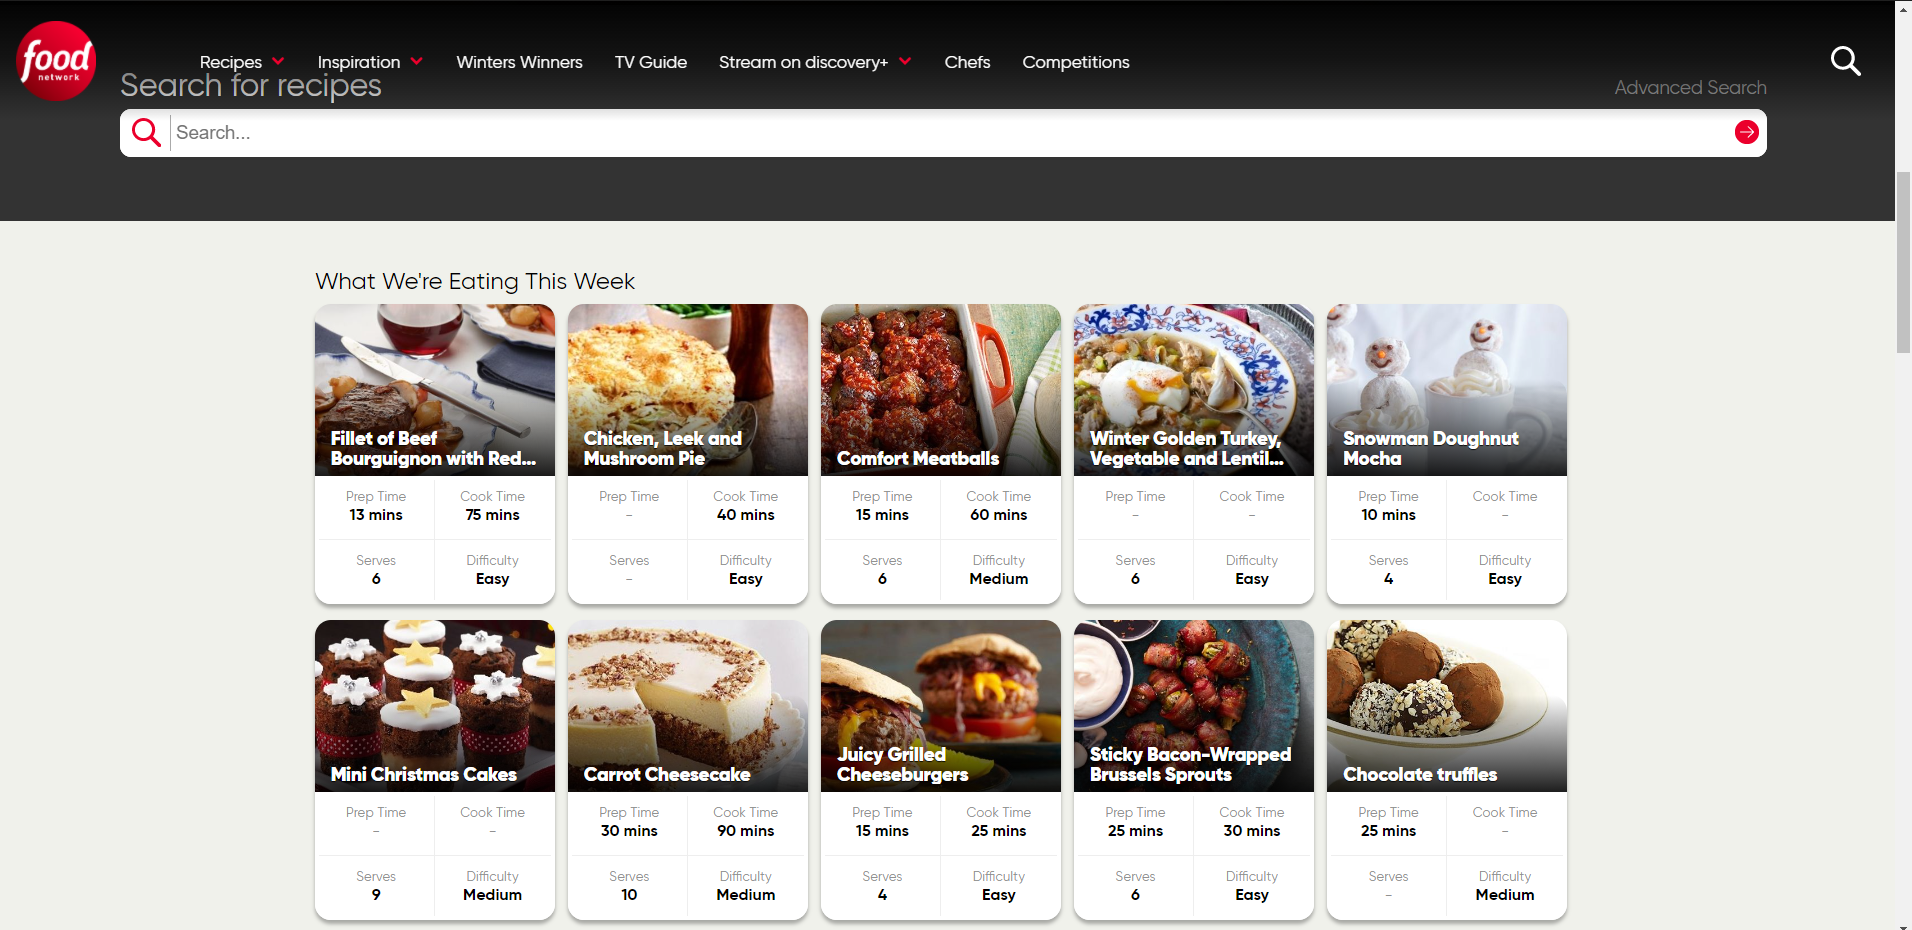 food
network
Recipes
Inspiration
Winters Winners
TV Guide
Stream on discovery+
Chefs
Competitions
Search for recipes
Advanced Search
Search...
What We're Eating This Week
Fillet of Beef
Bourguignon with Red...
Prep Time
13 mins
Cook Time
75 mins
Serves
6
Difficulty
Easy
Chicken, Leek and
Mushroom Pie
Prep Time
-
Cook Time
40 mins
Serves
-
Difficulty
Easy
Comfort Meatballs
Prep Time
15 mins
Cook Time
60 mins
Serves
6
Difficulty
Medium
Winter Golden Turkey,
Vegetable and Lentil...
Prep Time
-
Cook Time
-
Serves
6
Difficulty
Easy
Snowman Doughnut
Mocha
Prep Time
10 mins
Cook Time
-
Serves
4
Difficulty
Easy
Mini Christmas Cakes
Prep Time
-
Cook Time
-
Serves
9
Difficulty
Medium
Carrot Cheesecake
Prep Time
30 mins
Cook Time
90 mins
Serves
10
Difficulty
Medium
Juicy Grilled
Cheeseburgers
Prep Time
15 mins
Cook Time
25 mins
Serves
4
Difficulty
Easy
Sticky Bacon-Wrapped
Brussels Sprouts
Prep Time
25 mins
Cook Time
30 mins
Serves
6
Difficulty
Easy
Chocolate truffles
Prep Time
25 mins
Cook Time
-
Serves
-
Difficulty
Medium